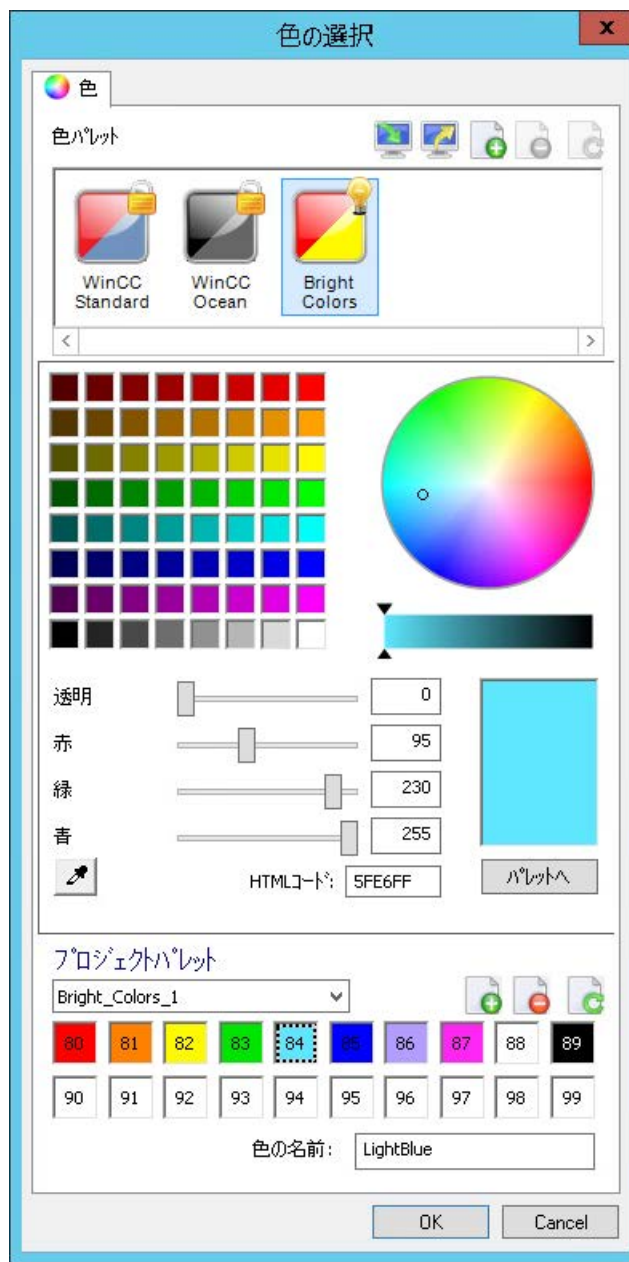 色の選択
x
色
色パレット
WinCC Standard
WinCC Ocean
Bright Colors
透明 0
赤 95
緑 230
青 255
HTMLコード: 5FE6FF
パレットへ
プロジェクトパレット
Bright_Colors_1
80 81 82 83 84 85 86 87 88 89
90 91 92 93 94 95 96 97 98 99
色の名前: LightBlue
OK Cancel